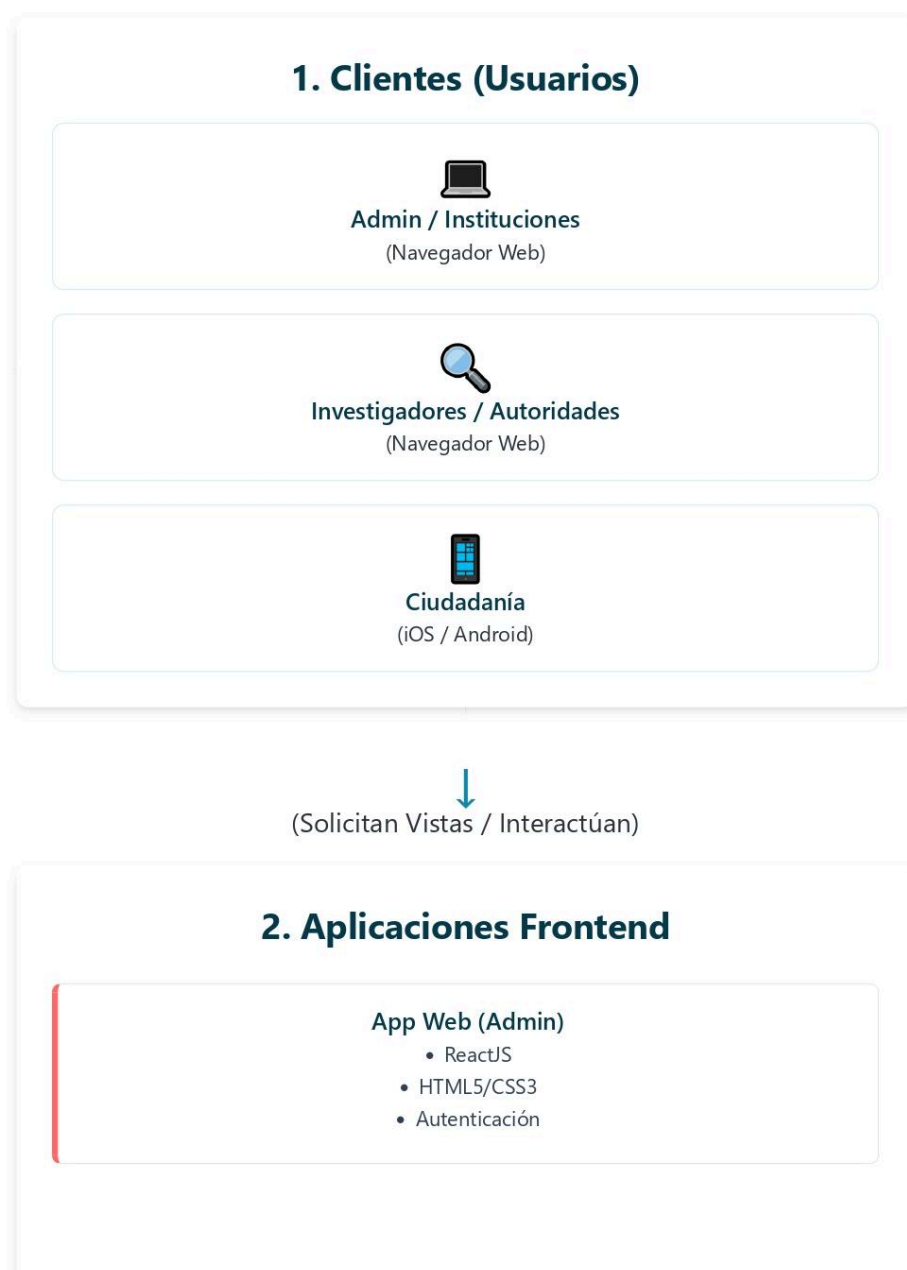 1. Clientes (Usuarios)
Admin / Instituciones
(Navegador Web)
Investigadores / Autoridades
(Navegador Web)
Ciudadanía
(iOS / Android)
↓
(Solicitan Vistas / Interactúan)
2. Aplicaciones Frontend
App Web (Admin)
• ReactJS
• HTML5/CSS3
• Autenticación